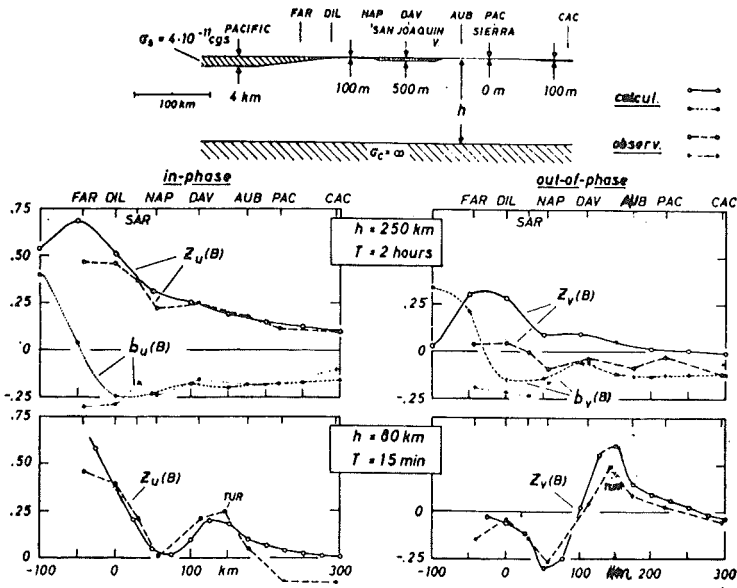 FAR DIL NAP DAV AUB PAC CAC
PACIFIC 'SAN JOAQUIN V SIERRA
σs = 4·10⁻¹¹ cgs
100 km 4 km 100 m 500 m h 0 m 100 m
calcul.
observ.
σc = ∞
in-phase
out-of-phase
FAR DIL NAP DAV AUB PAC CAC
FAR DIL NAP DAV AUB PAC CAC
.75 SAR
SAR
h = 250 km
T = 2 hours
.50 Zu(B)
.25 Zv(B)
0 bu(B)
0
-.25
-.25 bv(B)
.75
h = 80 km
T = 15 min
.50 Zu(B)
.25 TUR
0
-100 0 100 km 200 300
Zv(B)
TUR
0
-.25
-100 0 100 200 300